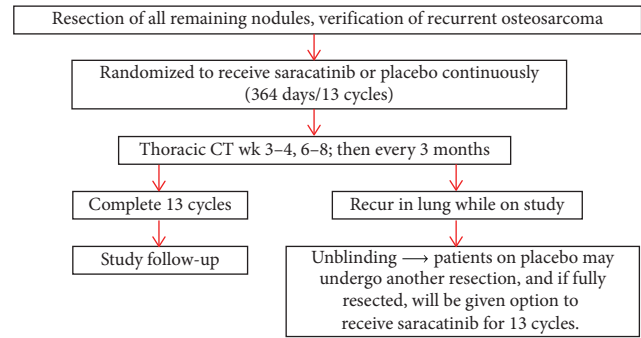 Resection of all remaining nodules, verification of recurrent osteosarcoma
Randomized to receive saracatinib or placebo continuously
(364 days/13 cycles)
Thoracic CT wk 3–4, 6–8; then every 3 months
Complete 13 cycles
Recur in lung while on study
Study follow-up
Unblinding ⟶ patients on placebo may
undergo another resection, and if fully
resected, will be given option to
receive saracatinib for 13 cycles.